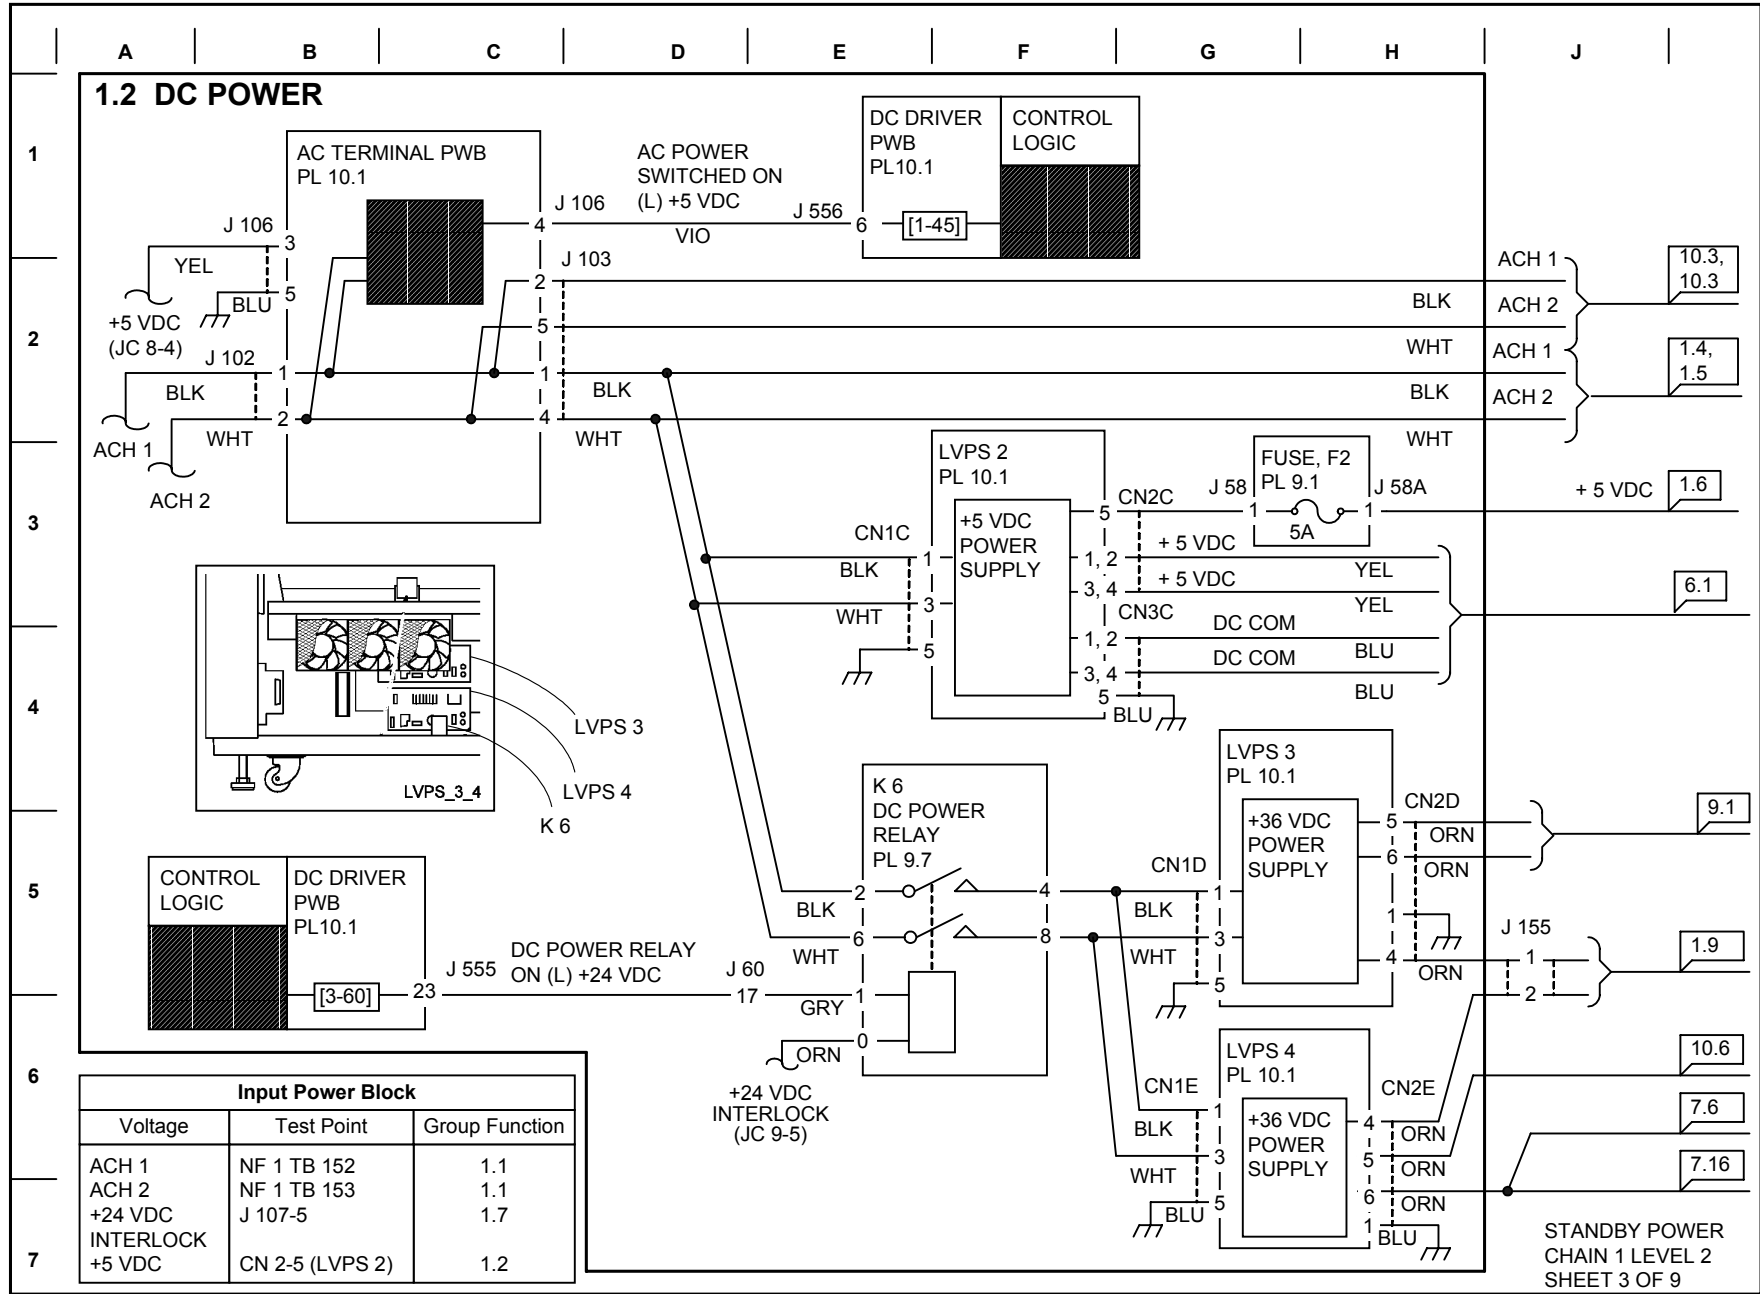 A B C D E F G H J
1
2
3
4
5
6
7
1.2 DC POWER
AC TERMINAL PWB
PL 10.1
AC POWER
SWITCHED ON
(L) +5 VDC
DC DRIVER
PWB
PL10.1
CONTROL
LOGIC
J 106
3
YEL
5
BLU
+5 VDC
(JC 8-4)
J 106
4
VIO
J 556
6
[1-45]
J 103
2
5
1
4
J 102
1
BLK
2
WHT
ACH 1
ACH 2
BLK
WHT
BLK
WHT
BLK
WHT
ACH 1
ACH 2
ACH 1
ACH 2
10.3,
10.3
1.4,
1.5
LVPS 2
PL 10.1
+5 VDC
POWER
SUPPLY
CN1C
1
BLK
3
WHT
5
CN2C
5
1, 2
3, 4
CN3C
1, 2
3, 4
5
BLU
J 58
1
FUSE, F2
PL 9.1
5A
J 58A
1
+ 5 VDC
1.6
+ 5 VDC
YEL
+ 5 VDC
YEL
DC COM
BLU
DC COM
BLU
6.1
LVPS 3
LVPS 4
K 6
LVPS_3_4
K 6
DC POWER
RELAY
PL 9.7
2
BLK
6
WHT
4
8
1
GRY
0
ORN
+24 VDC
INTERLOCK
(JC 9-5)
CONTROL
LOGIC
DC DRIVER
PWB
PL10.1
[3-60]
23
J 555
DC POWER RELAY
ON (L) +24 VDC
J 60
17
LVPS 3
PL 10.1
+36 VDC
POWER
SUPPLY
CN1D
1
BLK
3
WHT
5
CN2D
5
ORN
6
ORN
1
4
ORN
9.1
J 155
1
2
1.9
LVPS 4
PL 10.1
+36 VDC
POWER
SUPPLY
CN1E
1
BLK
3
WHT
5
BLU
CN2E
4
ORN
5
ORN
6
ORN
1
BLU
10.6
7.6
7.16
Input Power Block
Voltage Test Point Group Function
ACH 1 NF 1 TB 152 1.1
ACH 2 NF 1 TB 153 1.1
+24 VDC J 107-5 1.7
INTERLOCK
+5 VDC CN 2-5 (LVPS 2) 1.2
STANDBY POWER
CHAIN 1 LEVEL 2
SHEET 3 OF 9